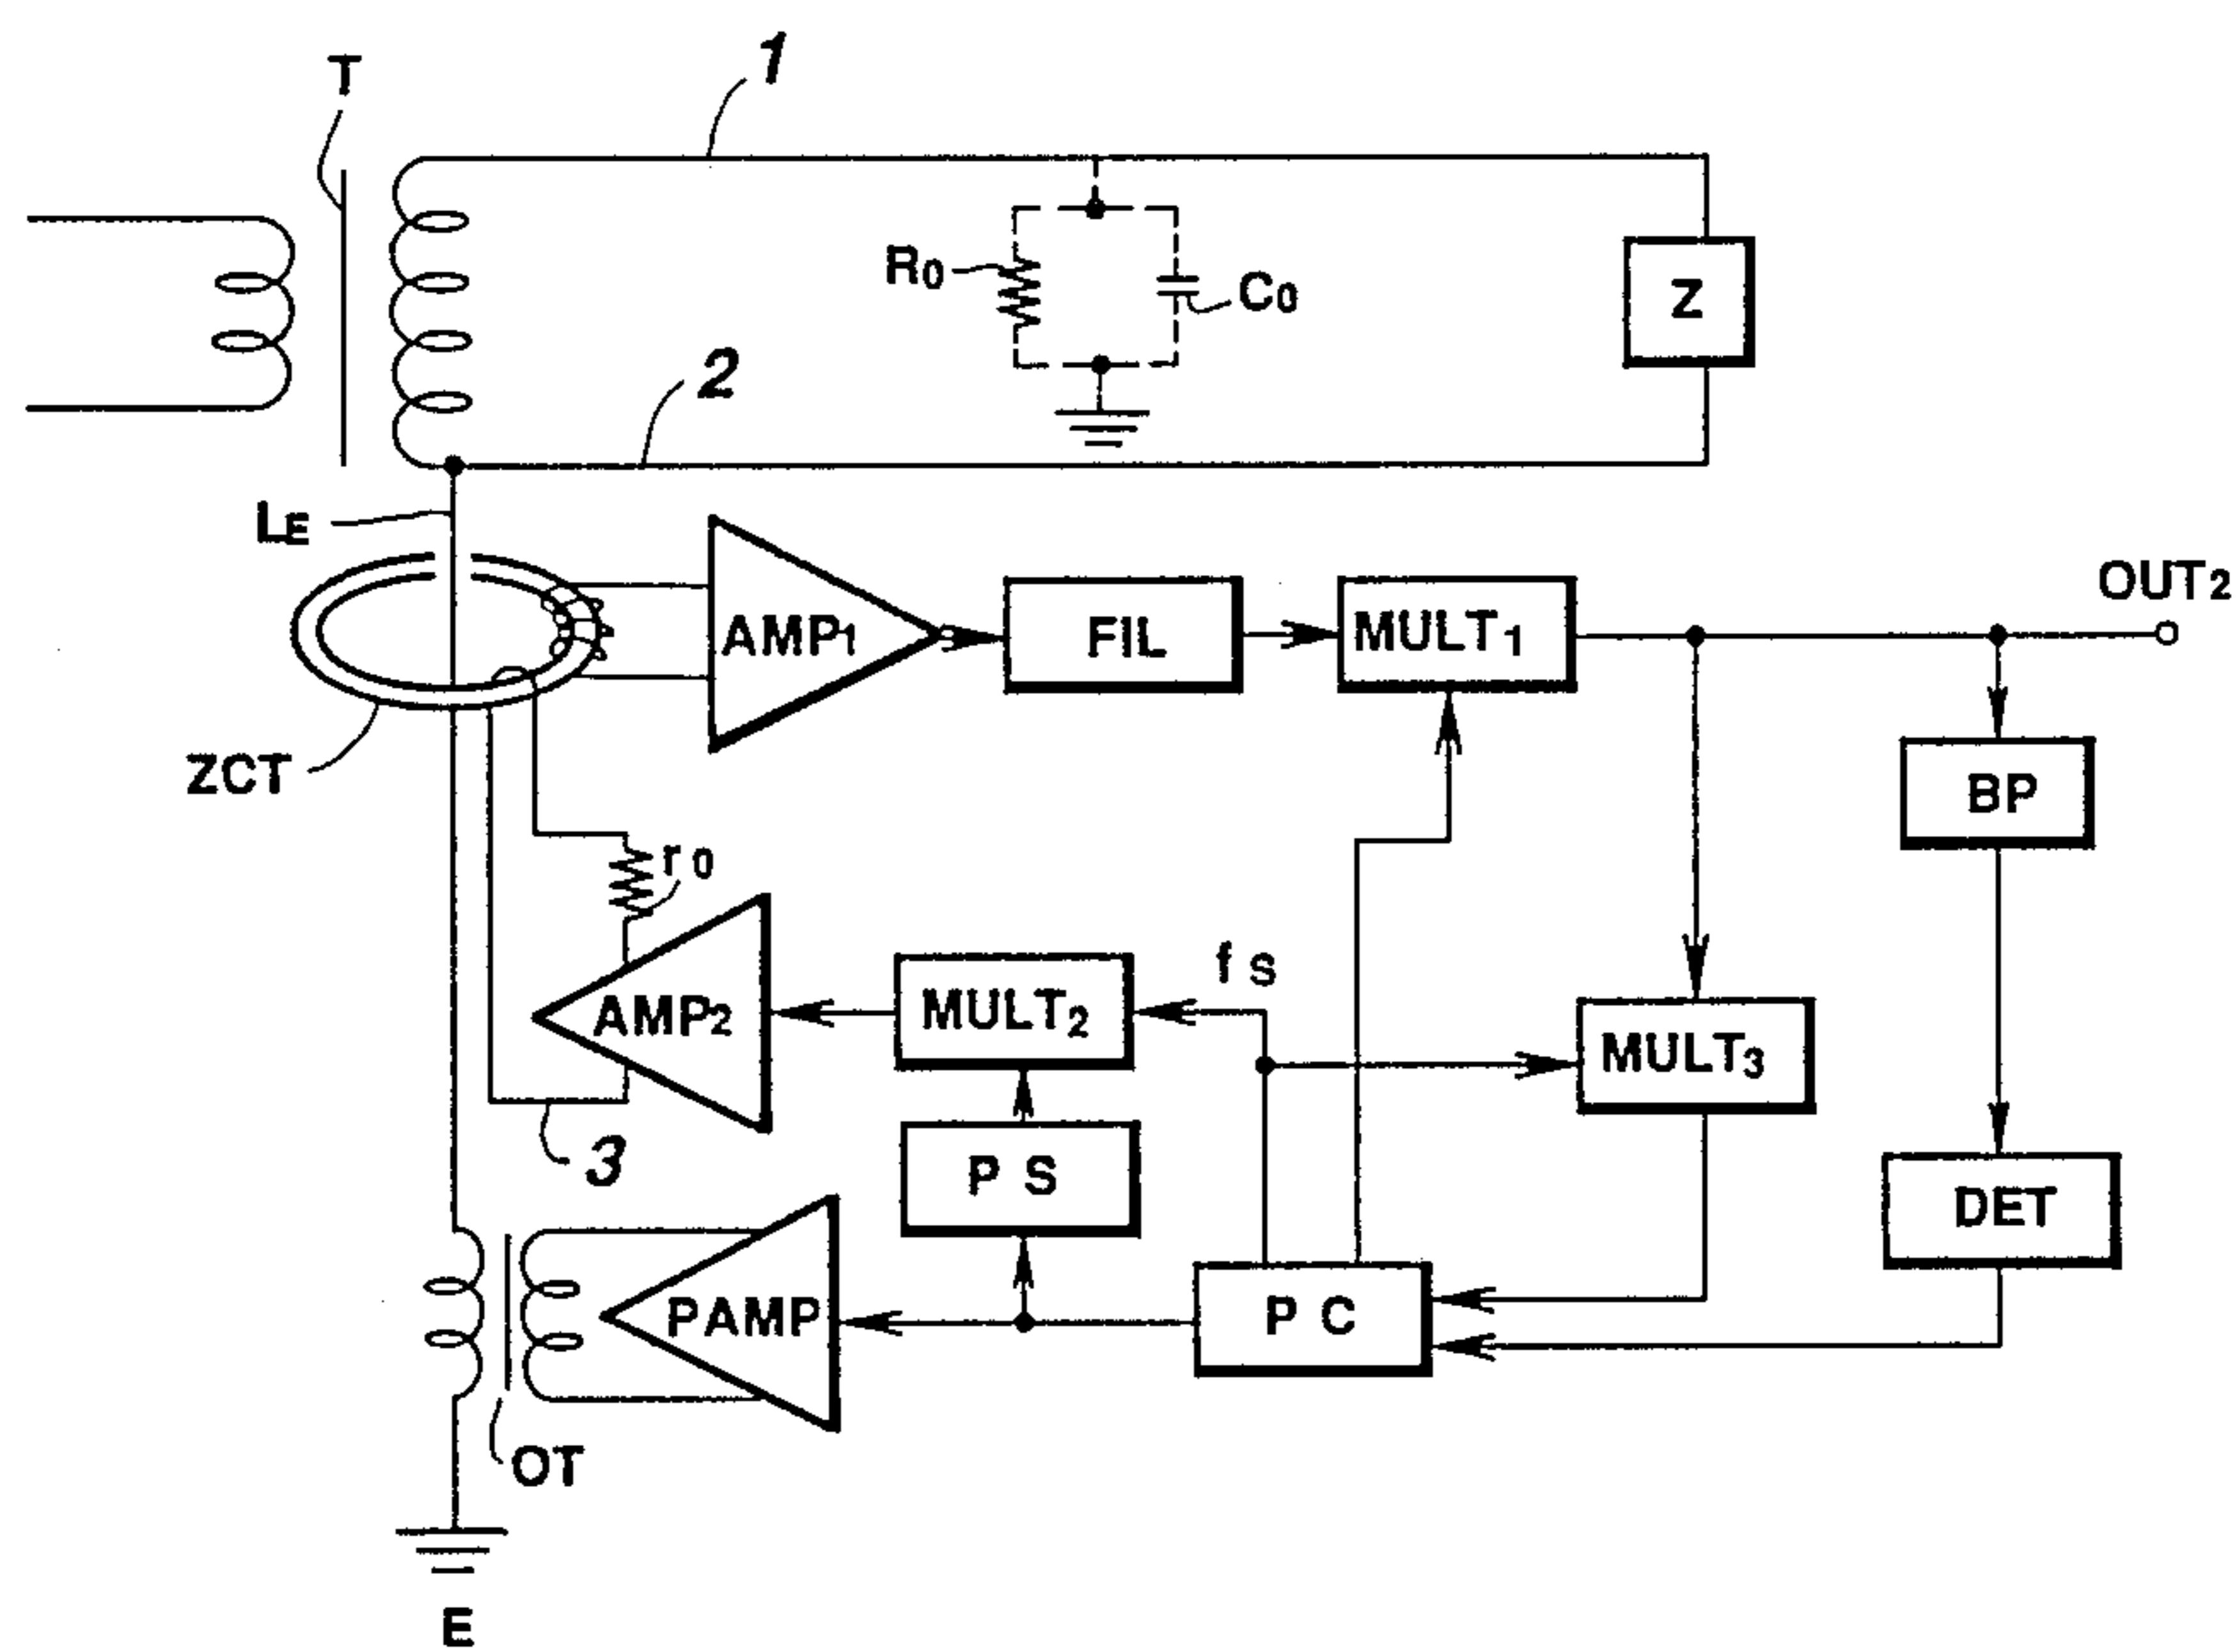 T
1
R0
C0
Z
2
LE
AMP1
FIL
MULT1
OUT2
ZCT
BP
r0
AMP2
MULT2
fS
MULT3
3
PS
DET
PAMP
PC
OT
E